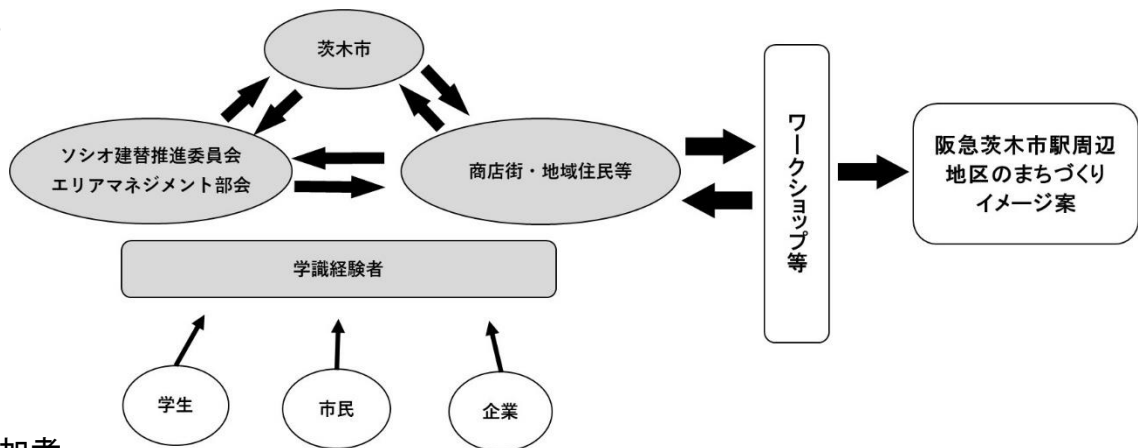 茨木市
ソシオ建替推進委員会
エリアマネジメント部会
商店街・地域住民等
ワークショップ等
阪急茨木市駅周辺
地区のまちづくり
イメージ案
学識経験者
学生
市民
企業